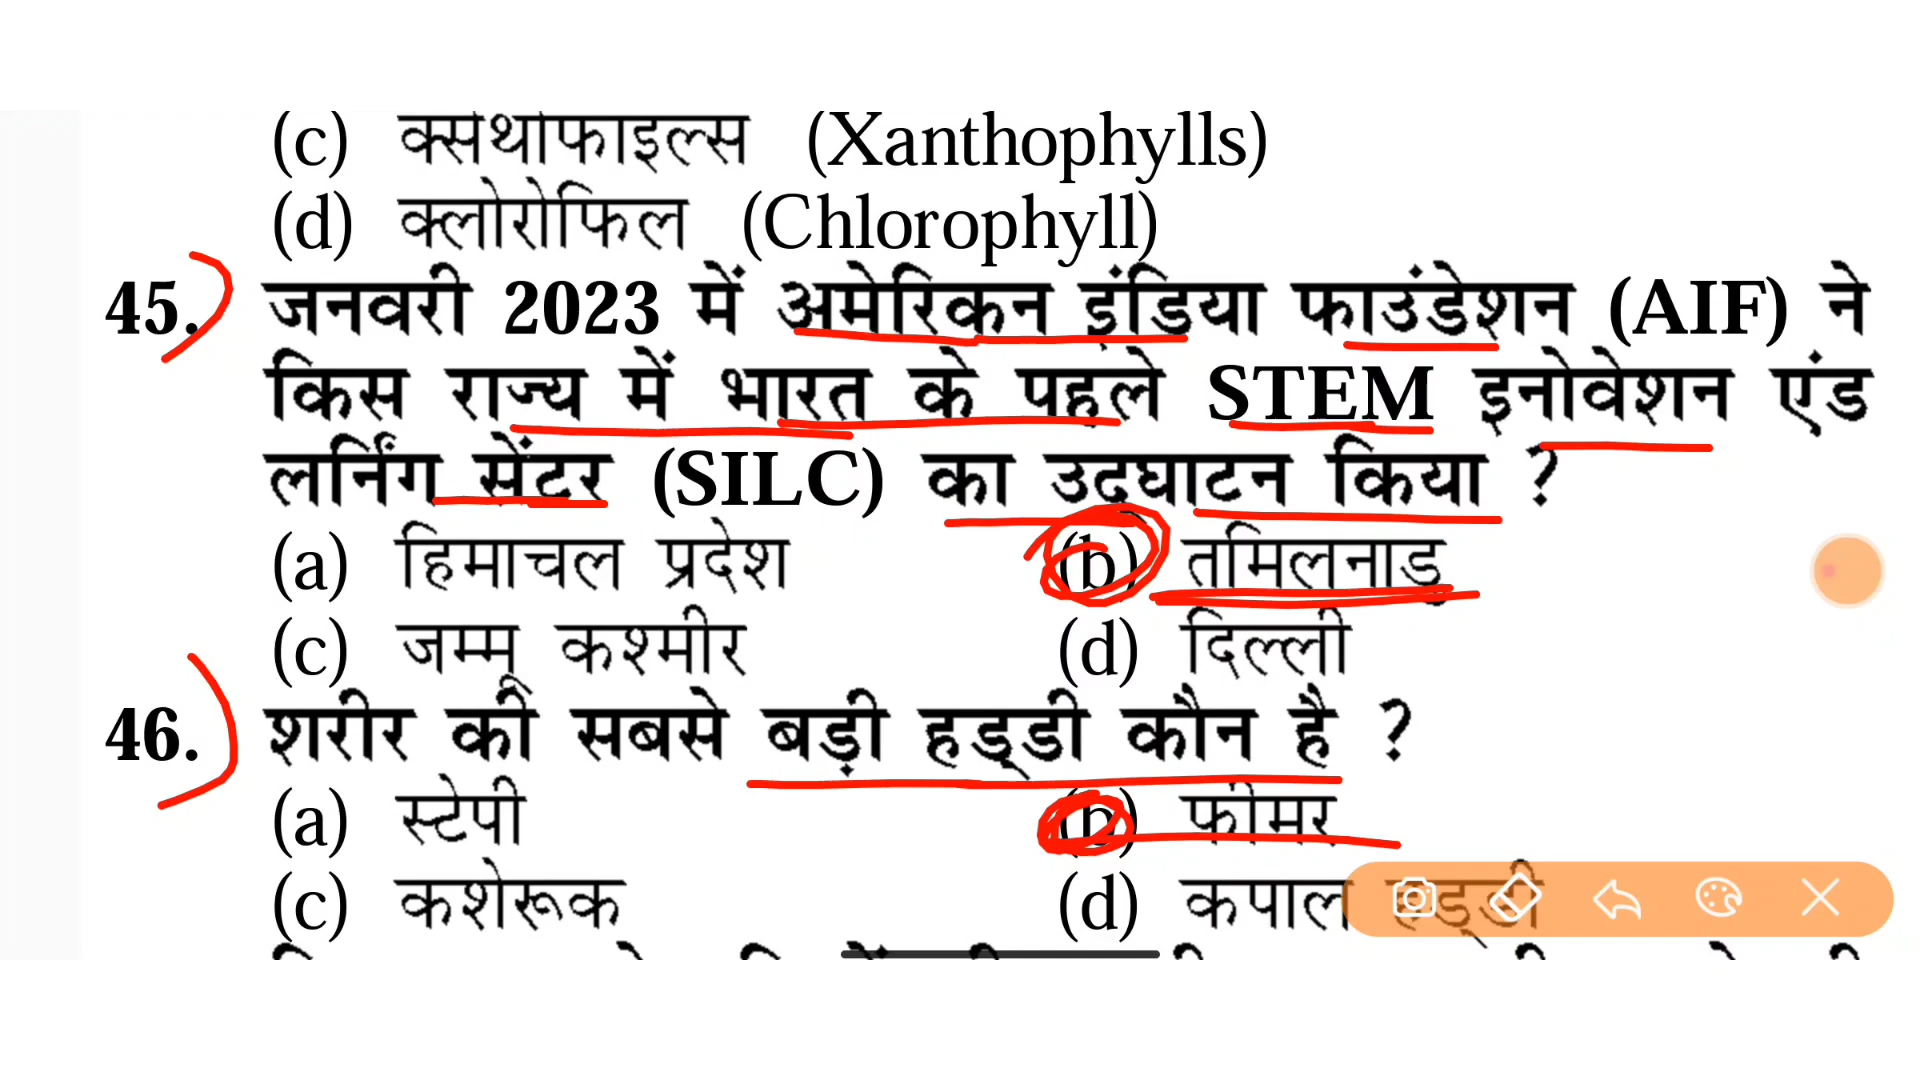 (c) क्सेंथोफाइल्स (Xanthophylls)
(d) क्लोरोफिल (Chlorophyll)
45. जनवरी 2023 में अमेरिकन इंडिया फाउंडेशन (AIF) ने
किस राज्य में भारत के पहले STEM इनोवेशन एंड
लर्निंग सेंटर (SILC) का उद्घाटन किया ?
(a) हिमाचल प्रदेश (b) तमिलनाडु
(c) जम्मू कश्मीर (d) दिल्ली
46. शरीर की सबसे बड़ी हड्डी कौन है ?
(a) स्टेपी (b) फीमर
(c) कशेरूक (d) कपाल हड्डी